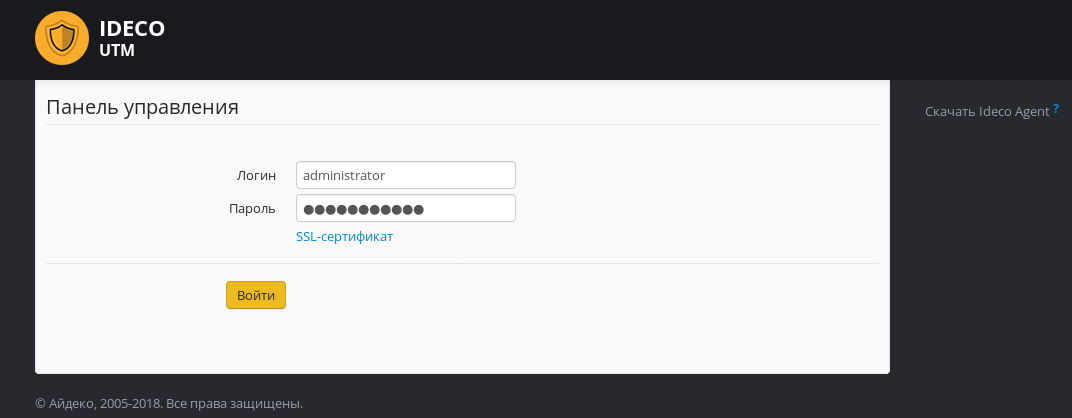 IDECO
UTM
Панель управления
Скачать Ideco Agent ?
Логин administrator
Пароль ●●●●●●●●●●●
SSL-сертификат
Войти
© Айдеко, 2005-2018. Все права защищены.